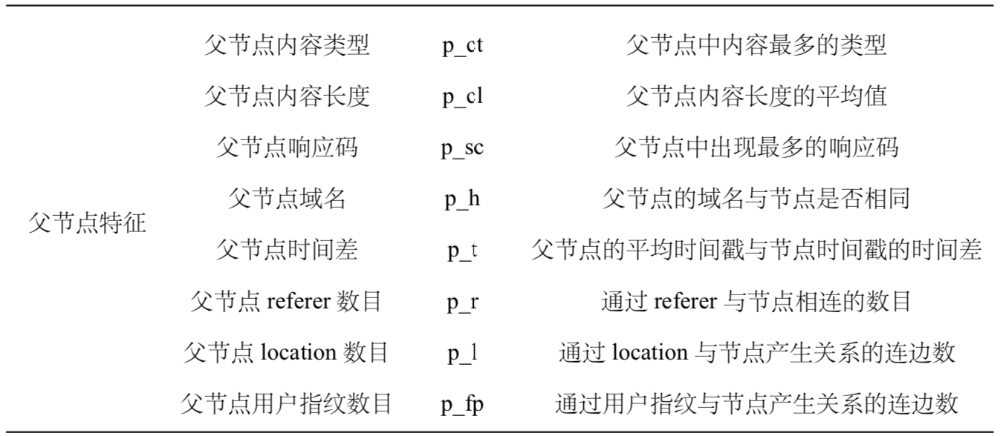 父节点内容类型 p_ct 父节点中内容最多的类型
父节点内容长度 p_cl 父节点内容长度的平均值
父节点响应码 p_sc 父节点中出现最多的响应码
父节点域名 p_h 父节点的域名与节点是否相同
父节点特征
父节点时间差 p_t 父节点的平均时间戳与节点时间戳的时间差
父节点 referer 数目 p_r 通过 referer 与节点相连的数目
父节点 location 数目 p_l 通过 location 与节点产生关系的连边数
父节点用户指纹数目 p_fp 通过用户指纹与节点产生关系的连边数